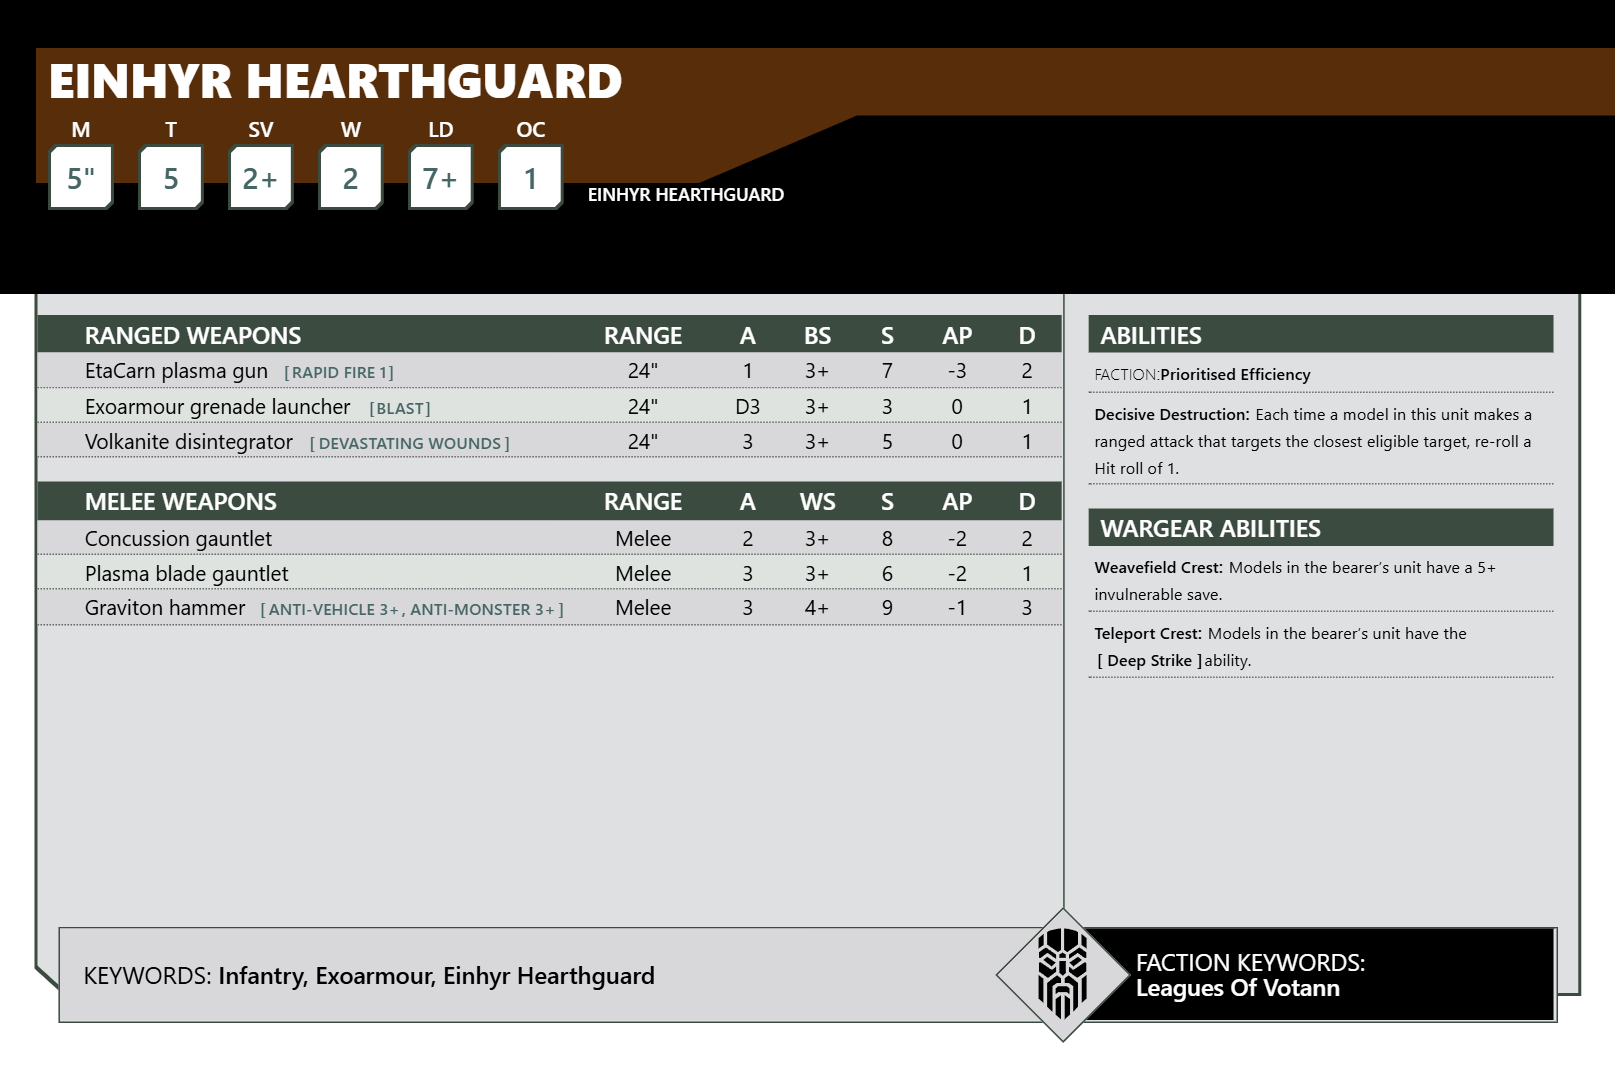 EINHYR HEARTHGUARD
M T SV W LD OC
5" 5 2+ 2 7+ 1
EINHYR HEARTHGUARD
RANGED WEAPONS RANGE A BS S AP D
EtaCarn plasma gun [RAPID FIRE 1] 24" 1 3+ 7 -3 2
Exoarmour grenade launcher [BLAST] 24" D3 3+ 3 0 1
Volkanite disintegrator [DEVASTATING WOUNDS] 24" 3 3+ 5 0 1
MELEE WEAPONS RANGE A WS S AP D
Concussion gauntlet Melee 2 3+ 8 -2 2
Plasma blade gauntlet Melee 3 3+ 6 -2 1
Graviton hammer [ANTI-VEHICLE 3+, ANTI-MONSTER 3+] Melee 3 4+ 9 -1 3
ABILITIES
FACTION:Prioritised Efficiency
Decisive Destruction: Each time a model in this unit makes a
ranged attack that targets the closest eligible target, re-roll a
Hit roll of 1.
WARGEAR ABILITIES
Weavefield Crest: Models in the bearer's unit have a 5+
invulnerable save.
Teleport Crest: Models in the bearer's unit have the
[ Deep Strike ] ability.
KEYWORDS: Infantry, Exoarmour, Einhyr Hearthguard
FACTION KEYWORDS:
Leagues Of Votann